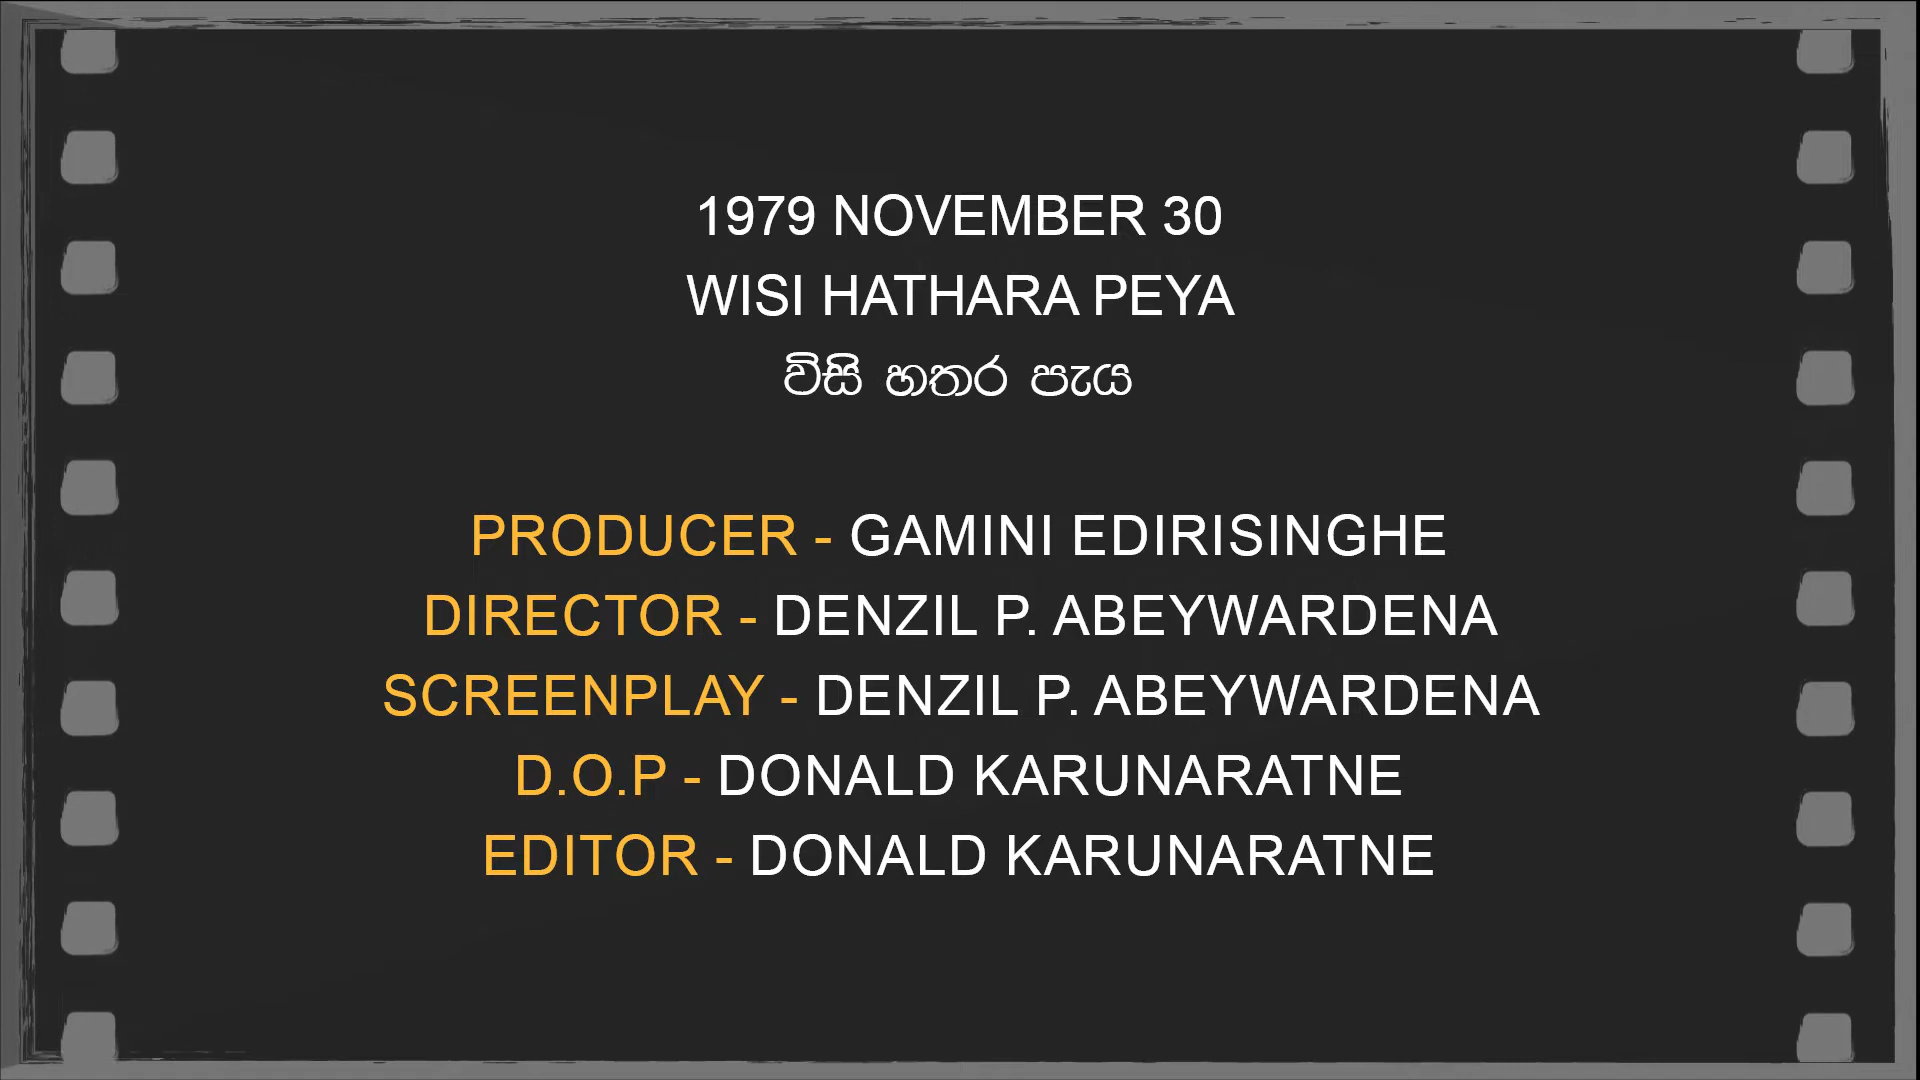 1979 NOVEMBER 30
WISI HATHARA PEYA
විසි හතර පැය
PRODUCER - GAMINI EDIRISINGHE
DIRECTOR - DENZIL P. ABEYWARDENA
SCREENPLAY - DENZIL P. ABEYWARDENA
D.O.P - DONALD KARUNARATNE
EDITOR - DONALD KARUNARATNE